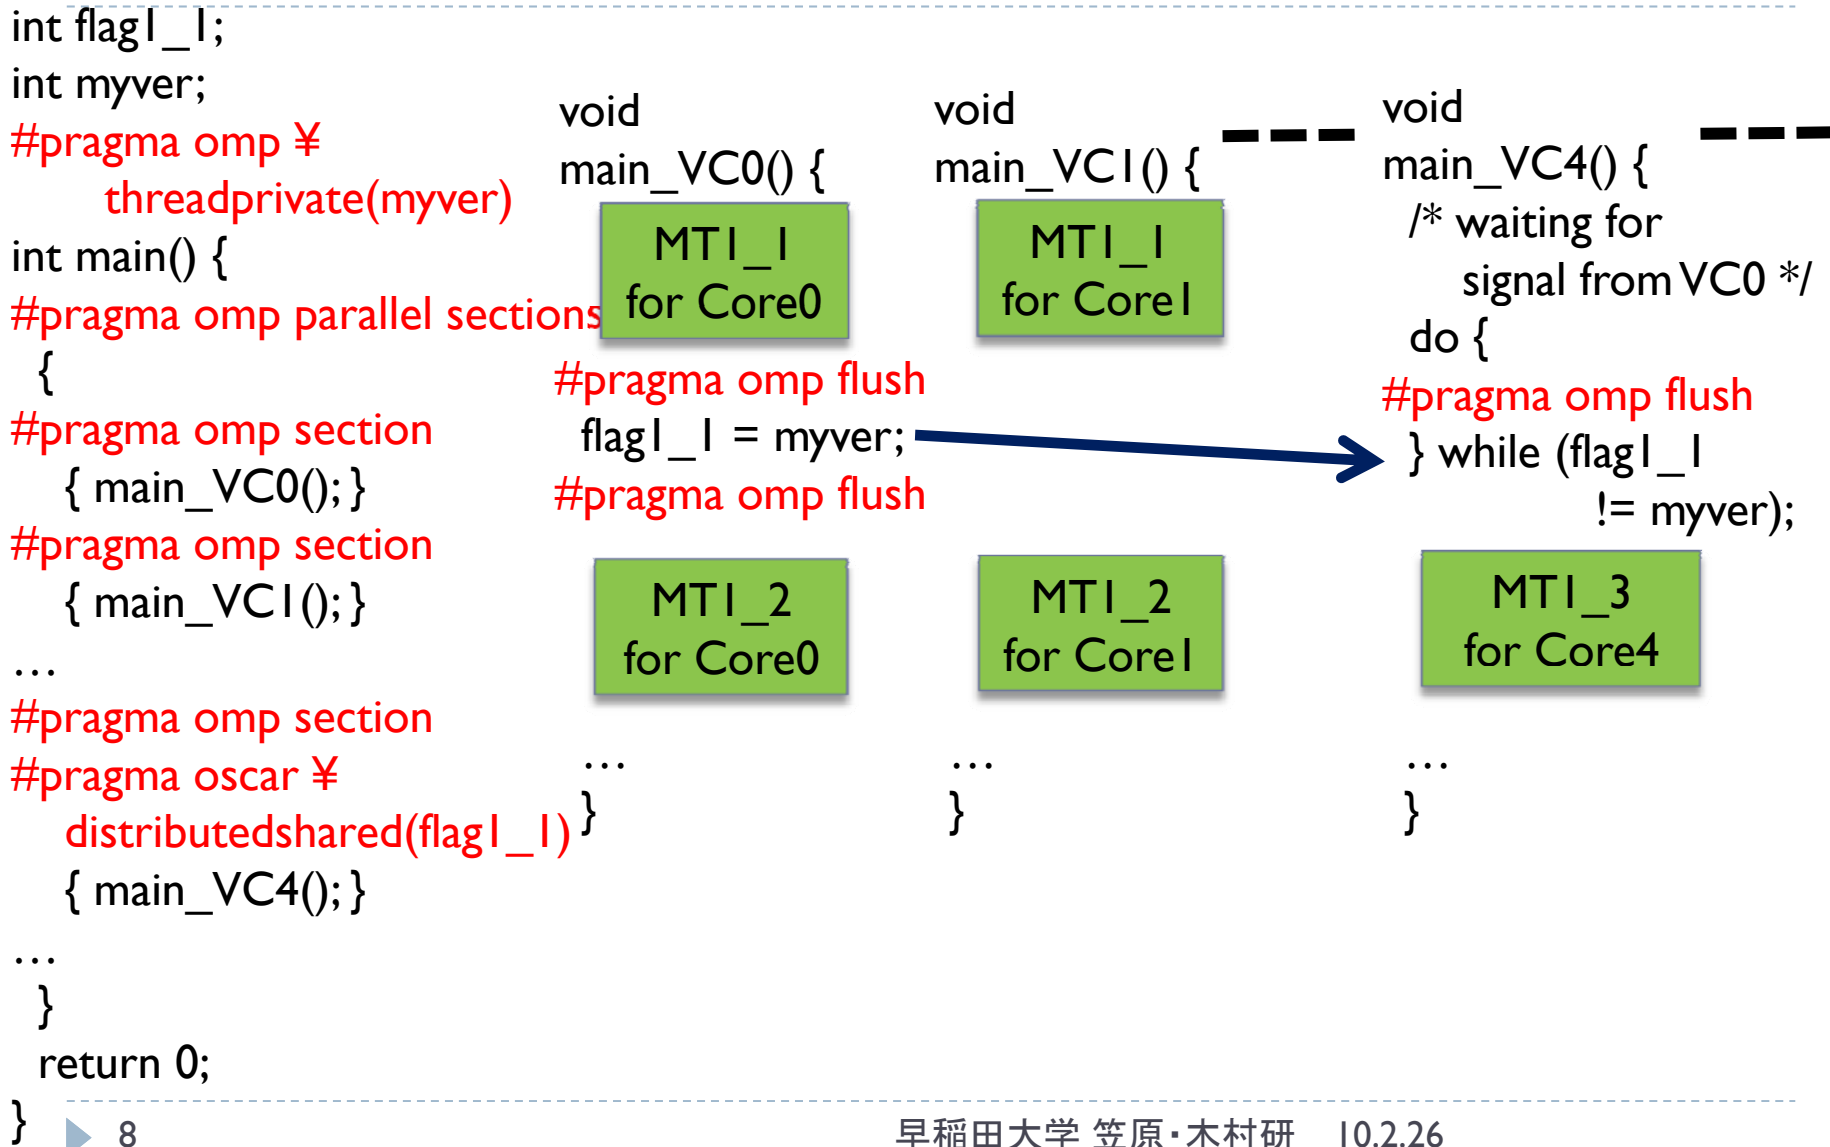 int flag1_1;
int myver;
#pragma omp ¥
threadprivate(myver)
int main() {
#pragma omp parallel sections
{
#pragma omp section
{ main_VC0(); }
#pragma omp section
{ main_VC1(); }
…
#pragma omp section
#pragma oscar ¥
distributedshared(flag1_1)
{ main_VC4(); }
…
}
return 0;
}
void
main_VC0() {
MT1_1
for Core0
#pragma omp flush
flag1_1 = myver;
#pragma omp flush
MT1_2
for Core0
…
}
void
main_VC1() {
MT1_1
for Core1
MT1_2
for Core1
…
}
void
main_VC4() {
/* waiting for
signal from VC0 */
do {
#pragma omp flush
} while (flag1_1
!= myver);
MT1_3
for Core4
…
}
8
早稲田大学 笠原・木村研 10.2.26